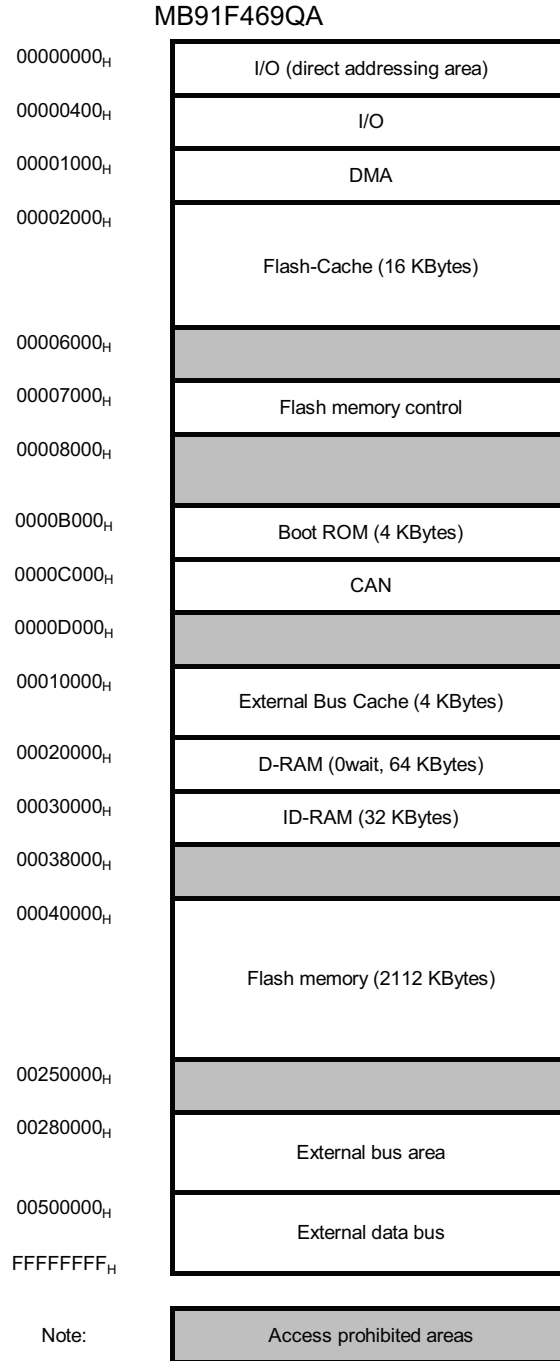 MB91F469QA
00000000H
I/O (direct addressing area)
00000400H
I/O
00001000H
DMA
00002000H
Flash-Cache (16 KBytes)
00006000H
00007000H
Flash memory control
00008000H
0000B000H
Boot ROM (4 KBytes)
0000C000H
CAN
0000D000H
00010000H
External Bus Cache (4 KBytes)
00020000H
D-RAM (0wait, 64 KBytes)
00030000H
ID-RAM (32 KBytes)
00038000H
00040000H
Flash memory (2112 KBytes)
00250000H
00280000H
External bus area
00500000H
External data bus
FFFFFFFFH
Note:
Access prohibited areas